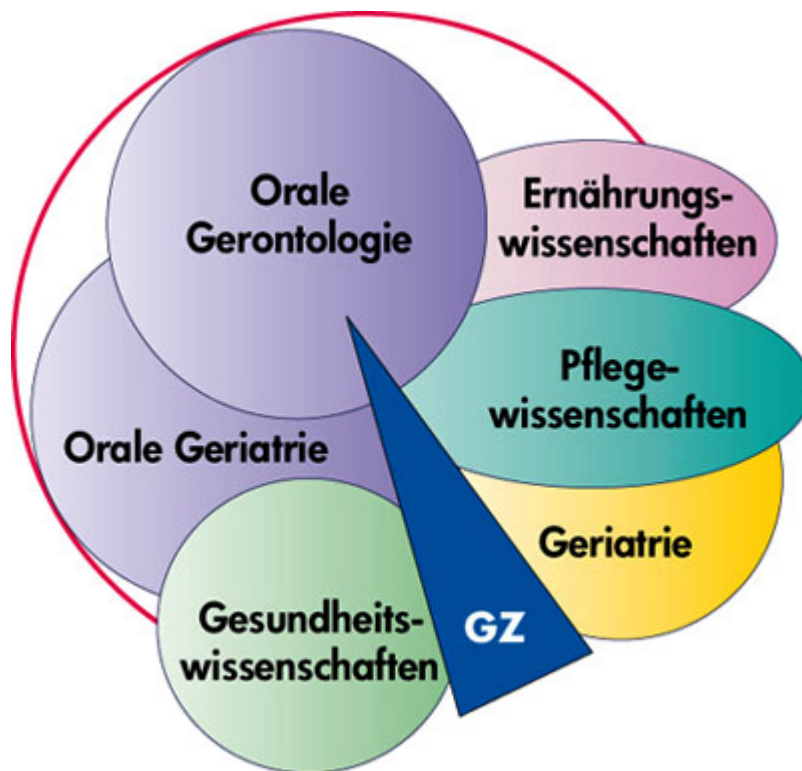 Orale
Gerontologie
Ernährungs-
wissenschaften
Pflege-
wissenschaften
Orale Geriatrie
Geriatrie
Gesundheits-
wissenschaften
GZ